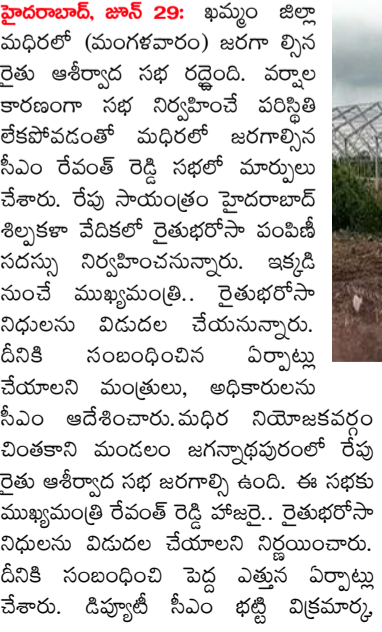 హైదరాబాద్, జూన్ 29: ఖమ్మం జిల్లా
మధిరలో (మంగళవారం) జరగా ల్సిన
రైతు ఆశీర్వాద సభ రద్దైంది. వర్షాల
కారణంగా సభ నిర్వహించే పరిస్థితి
లేకపోవడంతో మధిరలో జరగాల్సిన
సీఎం రేవంత్ రెడ్డి సభలో మార్పులు
చేశారు. రేపు సాయంత్రం హైదరాబాద్
శిల్పకళా వేదికలో రైతుభరోసా పంపిణీ
సదస్సు నిర్వహించనున్నారు. ఇక్కడి
నుంచే ముఖ్యమంత్రి.. రైతుభరోసా
నిధులను విడుదల చేయనున్నారు.
దీనికి సంబంధించిన ఏర్పాట్లు
చేయాలని మంత్రులు, అధికారులను
సీఎం ఆదేశించారు.మధిర నియోజకవర్గం
చింతకాని మండలం జగన్నాథపురంలో రేపు
రైతు ఆశీర్వాద సభ జరగాల్సి ఉంది. ఈ సభకు
ముఖ్యమంత్రి రేవంత్ రెడ్డి హాజరై.. రైతుభరోసా
నిధులను విడుదల చేయాలని నిర్ణయించారు.
దీనికి సంబంధించి పెద్ద ఎత్తున ఏర్పాట్లు
చేశారు. డిప్యూటీ సీఎం భట్టి విక్రమార్క,